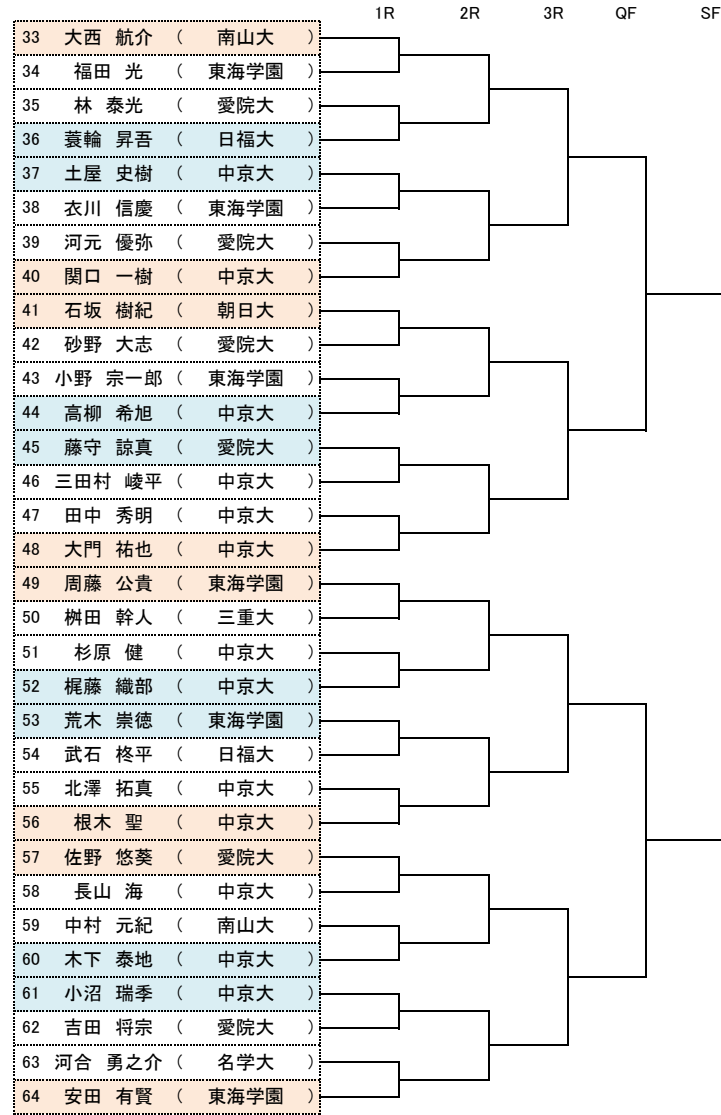 1R 2R 3R QF SF
33 大西 航介 ( 南山大 )
34 福田 光 ( 東海学園 )
35 林 泰光 ( 愛院大 )
36 蓑輪 昇吾 ( 日福大 )
37 土屋 史樹 ( 中京大 )
38 衣川 信慶 ( 東海学園 )
39 河元 優弥 ( 愛院大 )
40 関口 一樹 ( 中京大 )
41 石坂 樹紀 ( 朝日大 )
42 砂野 大志 ( 愛院大 )
43 小野 宗一郎 ( 東海学園 )
44 高柳 希旭 ( 中京大 )
45 藤守 諒真 ( 愛院大 )
46 三田村 崚平 ( 中京大 )
47 田中 秀明 ( 中京大 )
48 大門 祐也 ( 中京大 )
49 周藤 公貴 ( 東海学園 )
50 桝田 幹人 ( 三重大 )
51 杉原 健 ( 中京大 )
52 梶藤 織部 ( 中京大 )
53 荒木 崇徳 ( 東海学園 )
54 武石 柊平 ( 日福大 )
55 北澤 拓真 ( 中京大 )
56 根木 聖 ( 中京大 )
57 佐野 悠葵 ( 愛院大 )
58 長山 海 ( 中京大 )
59 中村 元紀 ( 南山大 )
60 木下 泰地 ( 中京大 )
61 小沼 瑞季 ( 中京大 )
62 吉田 将宗 ( 愛院大 )
63 河合 勇之介 ( 名学大 )
64 安田 有賢 ( 東海学園 )